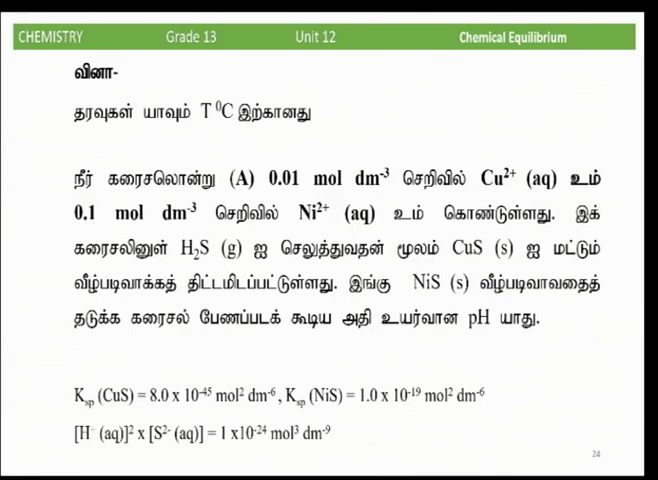 CHEMISTRY Grade 13 Unit 12 Chemical Equilibrium
வினா-
தரவுகள் யாவும் T ⁰C இற்கானது
நீர் கரைசலொன்று (A) 0.01 mol dm⁻³ செறிவில் Cu²⁺ (aq) உம்
0.1 mol dm⁻³ செறிவில் Ni²⁺ (aq) உம் கொண்டுள்ளது. இக்
கரைசலினுள் H₂S (g) ஐ செலுத்துவதன் மூலம் CuS (s) ஐ மட்டும்
வீழ்படிவாக்கத் திட்டமிடப்பட்டுள்ளது. இங்கு NiS (s) வீழ்படிவாவதைத்
தடுக்க கரைசல் பேணப்படக் கூடிய அதி உயர்வான pH யாது.
Kₛₚ (CuS) = 8.0 x 10⁻⁴⁵ mol² dm⁻⁶ , Kₛₚ (NiS) = 1.0 x 10⁻¹⁹ mol² dm⁻⁶
[H⁺ (aq)]² x [S²⁻ (aq)] = 1 x10⁻²⁴ mol³ dm⁻⁹
24